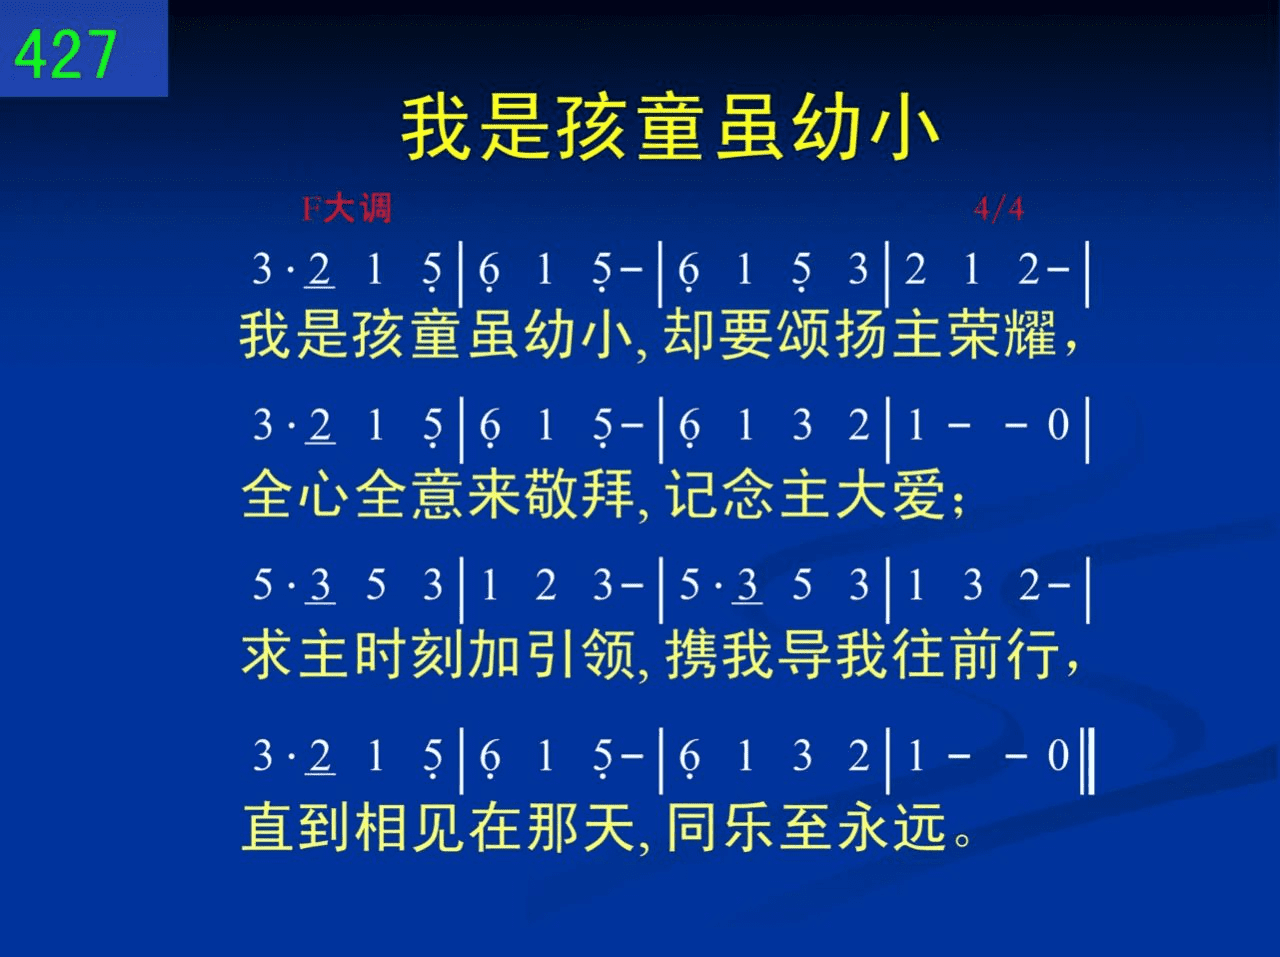 427
我是孩童虽幼小
F大调 4/4
3·2̲ 1 5̣|6̣ 1 5̣–|6̣ 1 5̣ 3|2 1 2–|
我是孩童虽幼小,却要颂扬主荣耀，
3·2̲ 1 5̣|6̣ 1 5̣–|6̣ 1 3 2|1 – – 0|
全心全意来敬拜,记念主大爱；
5·3̲ 5 3|1 2 3–|5·3̲ 5 3|1 3 2–|
求主时刻加引领,携我导我往前行，
3·2̲ 1 5̣|6̣ 1 5̣–|6̣ 1 3 2|1 – – 0‖
直到相见在那天,同乐至永远。